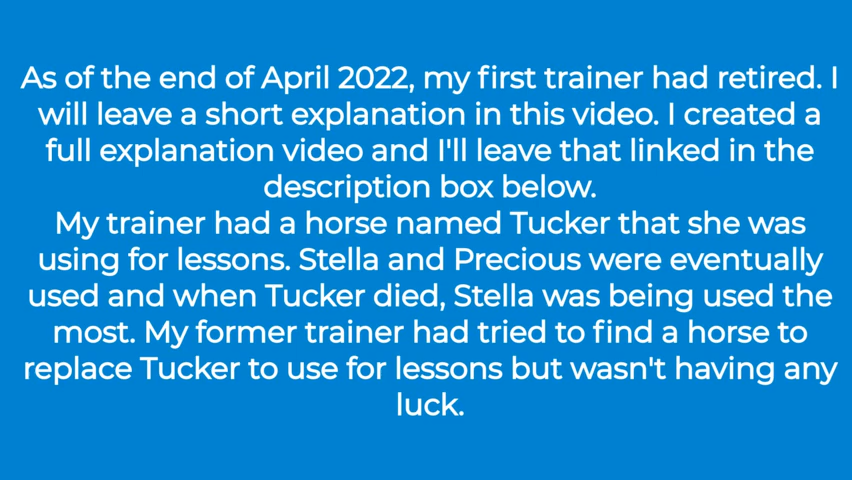 As of the end of April 2022, my first trainer had retired. I
will leave a short explanation in this video. I created a
full explanation video and I'll leave that linked in the
description box below.
My trainer had a horse named Tucker that she was
using for lessons. Stella and Precious were eventually
used and when Tucker died, Stella was being used the
most. My former trainer had tried to find a horse to
replace Tucker to use for lessons but wasn't having any
luck.